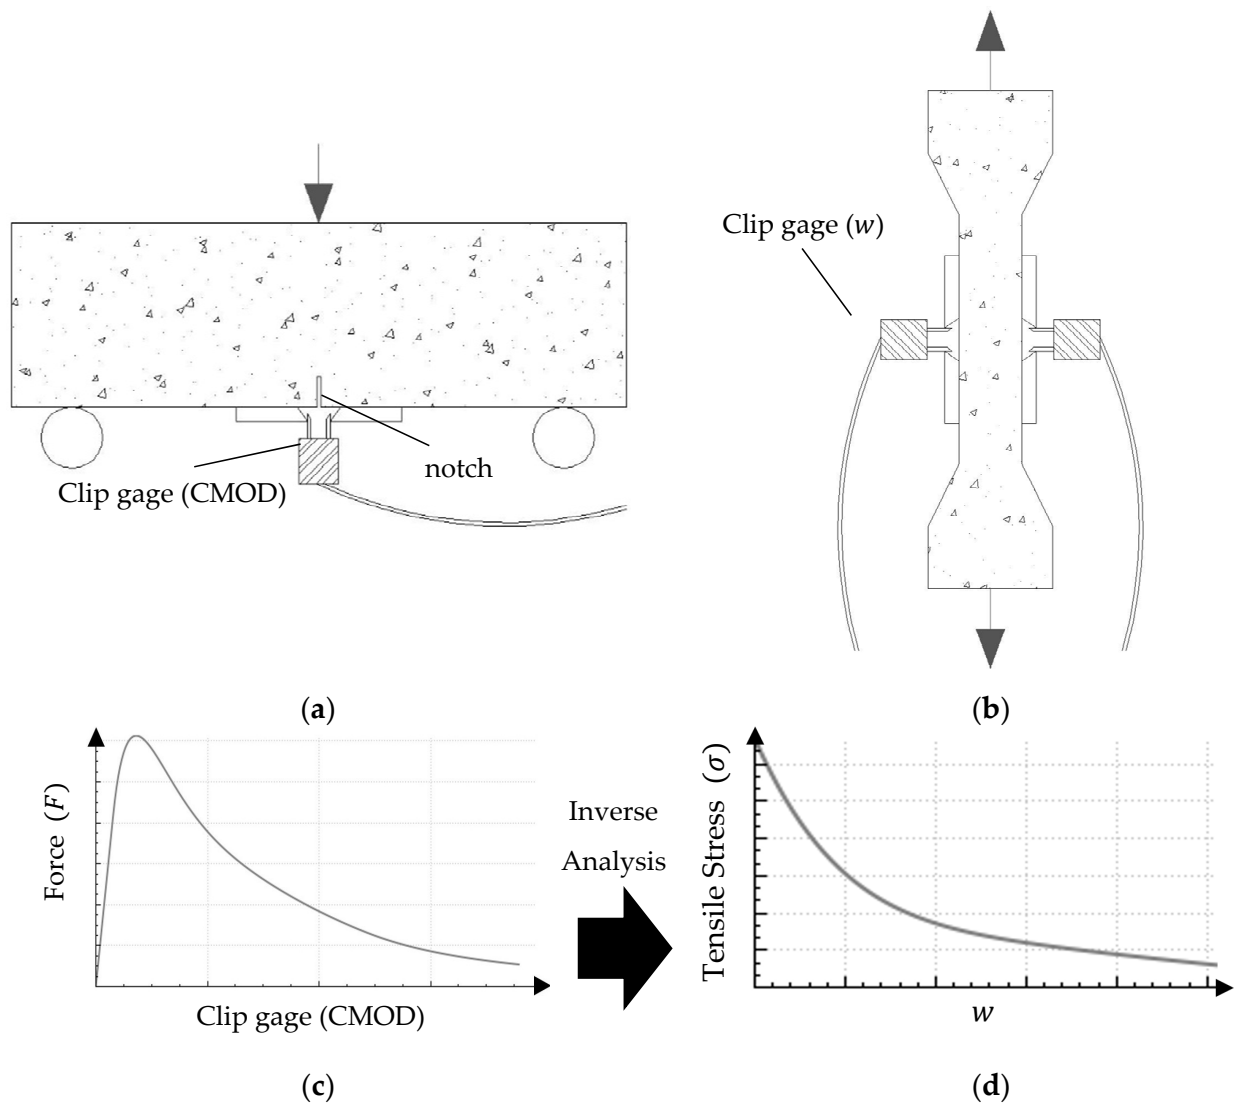 Clip gage (w)
notch
Clip gage (CMOD)
(a)
(b)
Force (F)
Clip gage (CMOD)
Inverse
Analysis
Tensile Stress (σ)
w
(c)
(d)